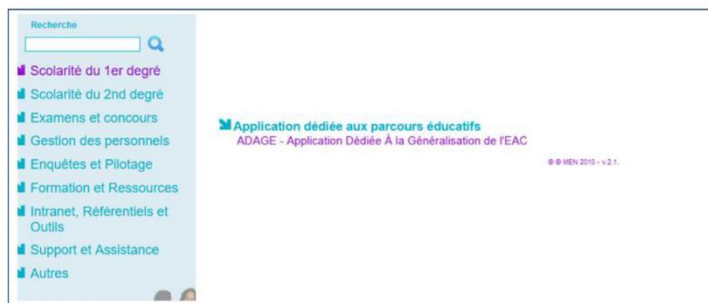 Recherche
Scolarité du 1er degré
Scolarité du 2nd degré
Examens et concours
Gestion des personnels
Enquêtes et Pilotage
Formation et Ressources
Intranet, Référentiels et
Outils
Support et Assistance
Autres
Application dédiée aux parcours éducatifs
ADAGE - Application Dédiée À la Généralisation de l'EAC
© © MEN 2010 - v.2.1.